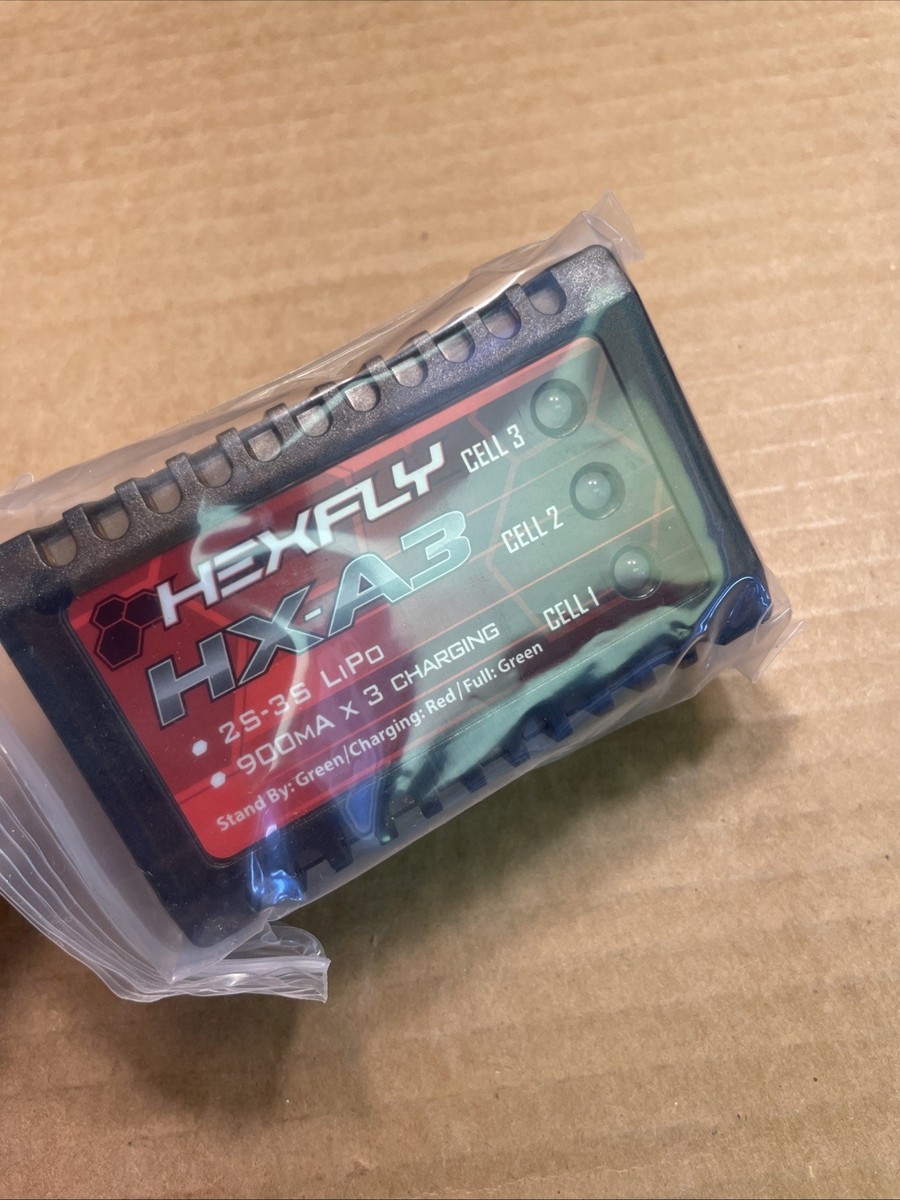 HEXFLY
HX-A3
• 2S-3S LiPo
• 900MA x 3 CHARGING
Stand By: Green/Charging: Red/Full: Green
CELL 3
CELL 2
CELL 1